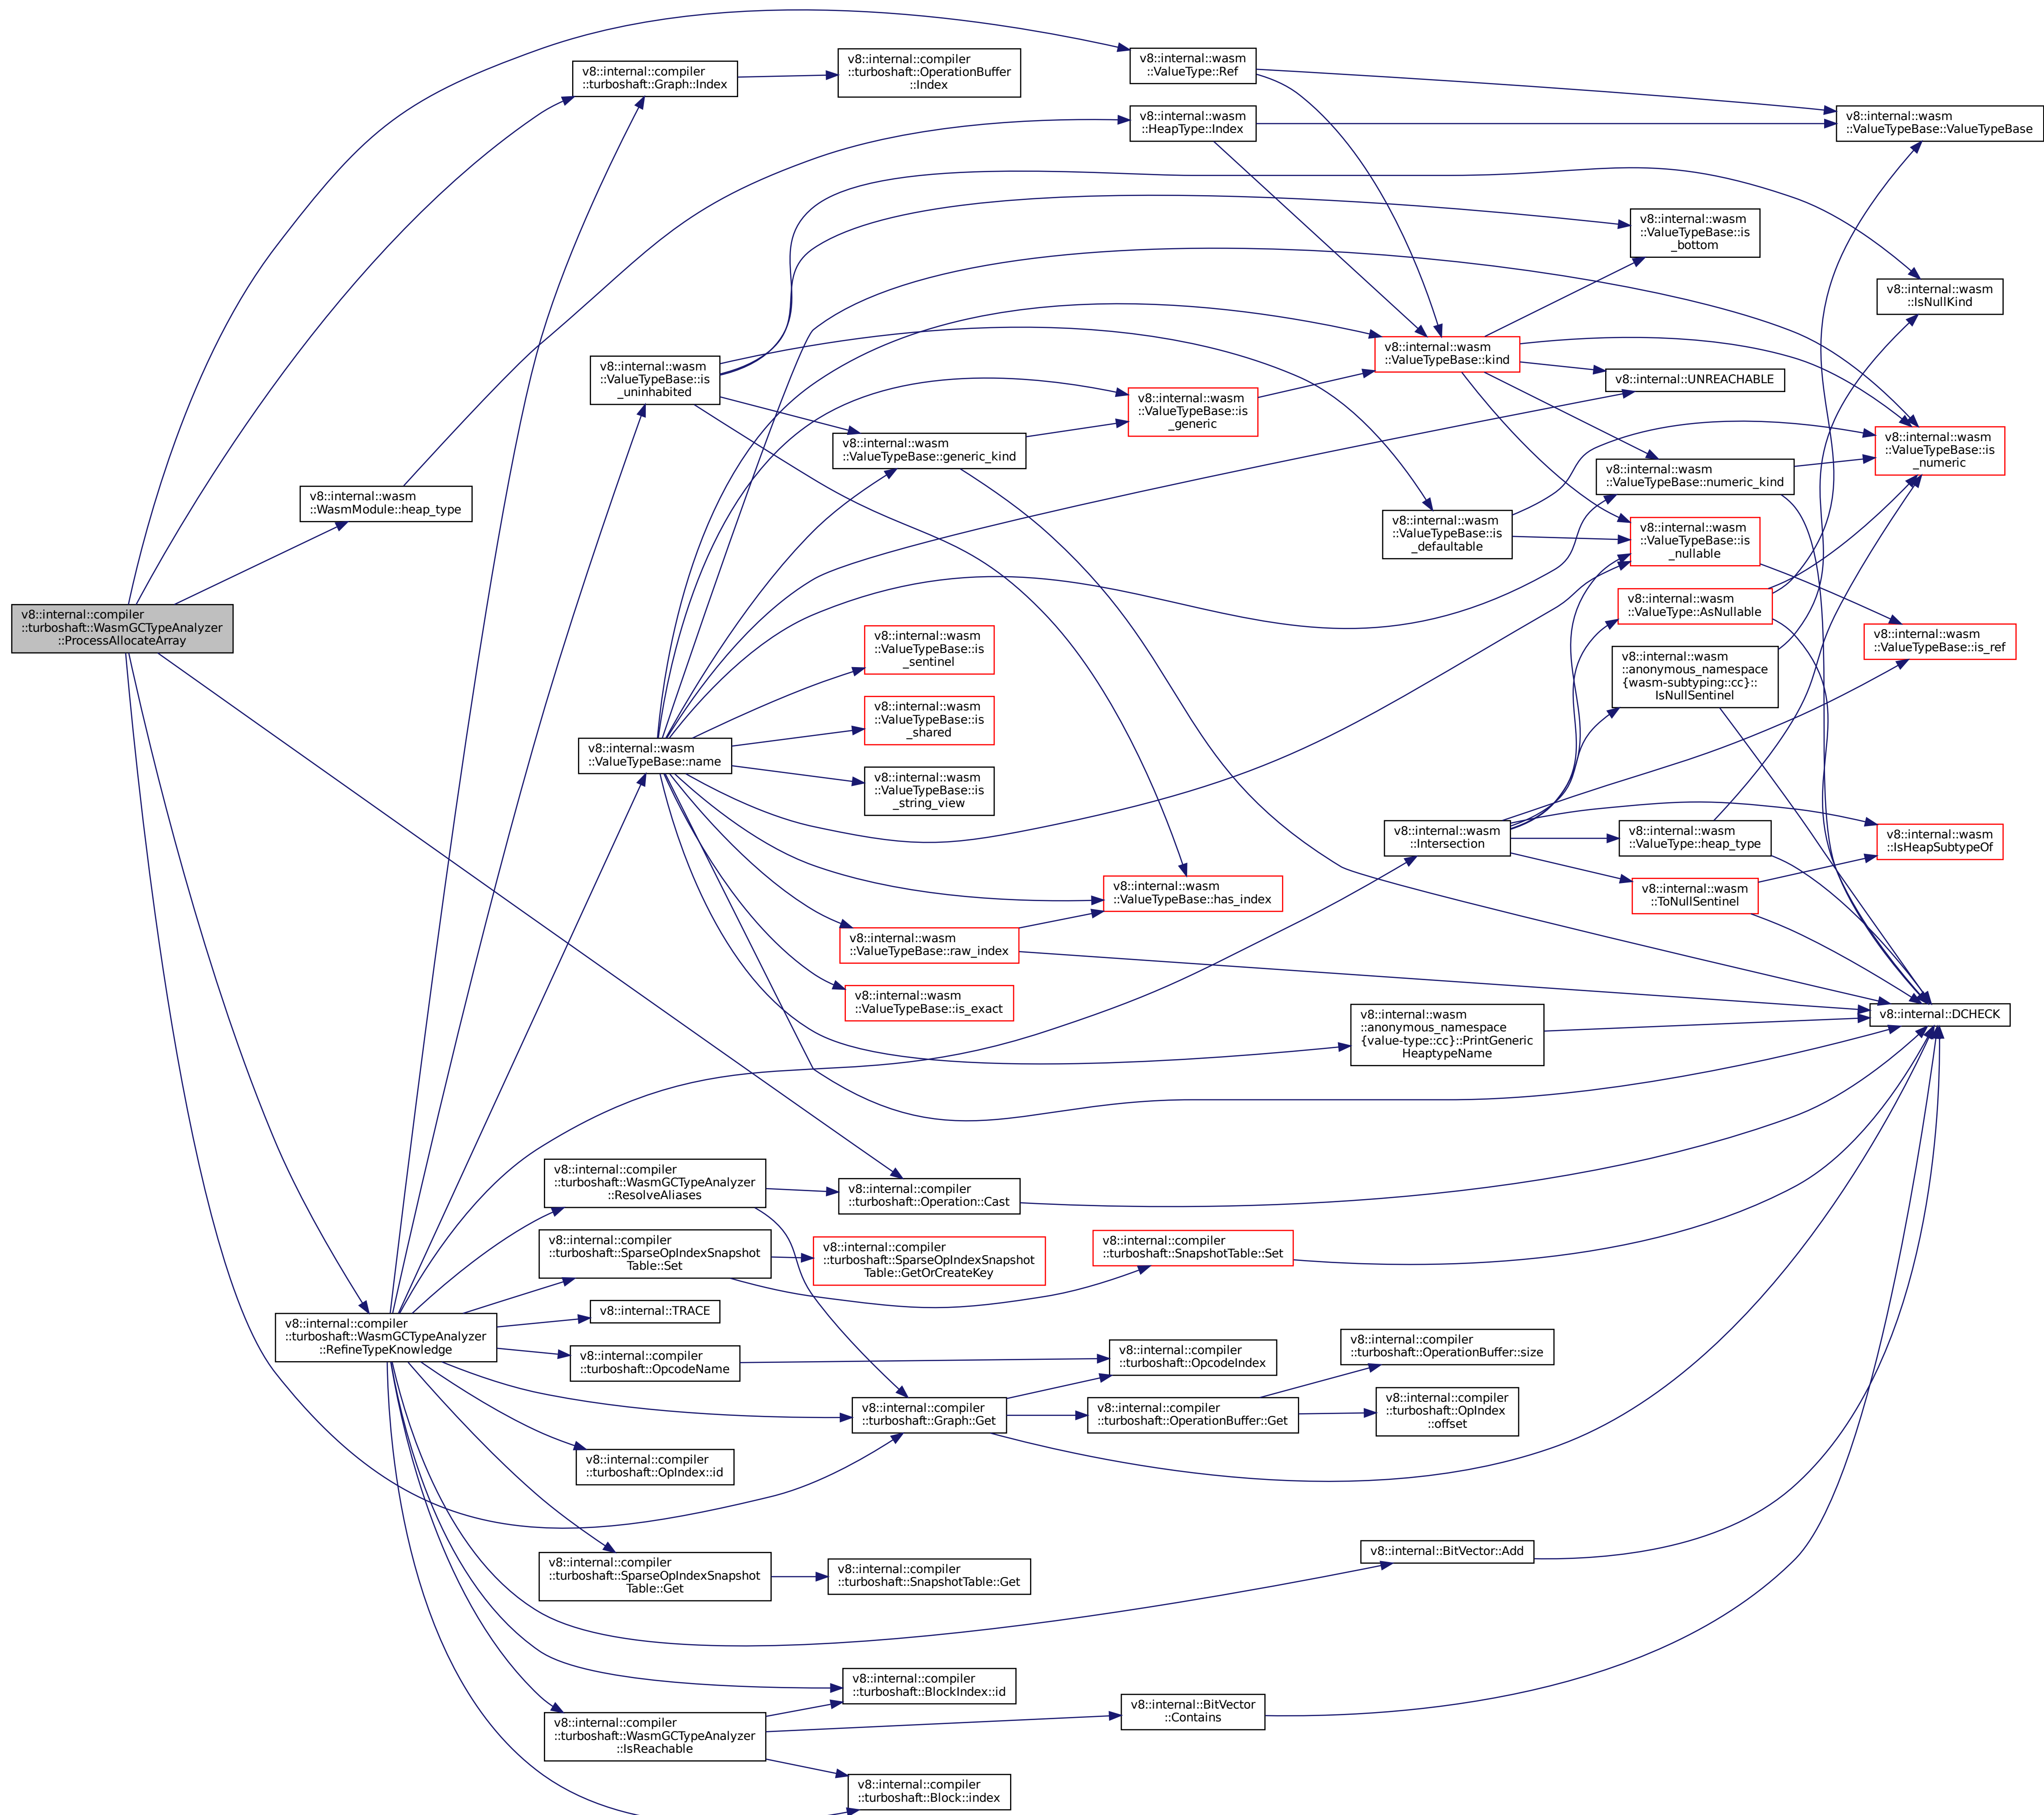 v8::internal::compiler
::turboshaft::WasmGCTypeAnalyzer
::ProcessAllocateArray
v8::internal::compiler
::turboshaft::Graph::Index
v8::internal::compiler
::turboshaft::OperationBuffer
::Index
v8::internal::wasm
::ValueType::Ref
v8::internal::wasm
::HeapType::Index
v8::internal::wasm
::ValueTypeBase::ValueTypeBase
v8::internal::wasm
::ValueTypeBase::is
_bottom
v8::internal::wasm
::IsNullKind
v8::internal::wasm
::ValueTypeBase::kind
v8::internal::UNREACHABLE
v8::internal::wasm
::ValueTypeBase::is
_uninhabited
v8::internal::wasm
::ValueTypeBase::is
_generic
v8::internal::wasm
::ValueTypeBase::generic_kind
v8::internal::wasm
::ValueTypeBase::is
_numeric
v8::internal::wasm
::ValueTypeBase::numeric_kind
v8::internal::wasm
::WasmModule::heap_type
v8::internal::wasm
::ValueTypeBase::is
_defaultable
v8::internal::wasm
::ValueTypeBase::is
_nullable
v8::internal::wasm
::ValueType::AsNullable
v8::internal::wasm
::ValueTypeBase::is_ref
v8::internal::wasm
::ValueTypeBase::is
_sentinel
v8::internal::wasm
::anonymous_namespace
{wasm-subtyping::cc}::
IsNullSentinel
v8::internal::wasm
::ValueTypeBase::is
_shared
v8::internal::wasm
::ValueTypeBase::name
v8::internal::wasm
::ValueTypeBase::is
_string_view
v8::internal::wasm
::Intersection
v8::internal::wasm
::ValueType::heap_type
v8::internal::wasm
::IsHeapSubtypeOf
v8::internal::wasm
::ValueTypeBase::has_index
v8::internal::wasm
::ToNullSentinel
v8::internal::wasm
::ValueTypeBase::raw_index
v8::internal::wasm
::ValueTypeBase::is_exact
v8::internal::DCHECK
v8::internal::wasm
::anonymous_namespace
{value-type::cc}::PrintGeneric
HeaptypeName
v8::internal::compiler
::turboshaft::WasmGCTypeAnalyzer
::ResolveAliases
v8::internal::compiler
::turboshaft::Operation::Cast
v8::internal::compiler
::turboshaft::SparseOpIndexSnapshot
Table::Set
v8::internal::compiler
::turboshaft::SparseOpIndexSnapshot
Table::GetOrCreateKey
v8::internal::compiler
::turboshaft::SnapshotTable::Set
v8::internal::TRACE
v8::internal::compiler
::turboshaft::WasmGCTypeAnalyzer
::RefineTypeKnowledge
v8::internal::compiler
::turboshaft::OpcodeName
v8::internal::compiler
::turboshaft::OpcodeIndex
v8::internal::compiler
::turboshaft::OperationBuffer::size
v8::internal::compiler
::turboshaft::Graph::Get
v8::internal::compiler
::turboshaft::OperationBuffer::Get
v8::internal::compiler
::turboshaft::OpIndex
::offset
v8::internal::compiler
::turboshaft::OpIndex::id
v8::internal::compiler
::turboshaft::SparseOpIndexSnapshot
Table::Get
v8::internal::compiler
::turboshaft::SnapshotTable::Get
v8::internal::BitVector::Add
v8::internal::compiler
::turboshaft::BlockIndex::id
v8::internal::compiler
::turboshaft::WasmGCTypeAnalyzer
::IsReachable
v8::internal::BitVector
::Contains
v8::internal::compiler
::turboshaft::Block::index